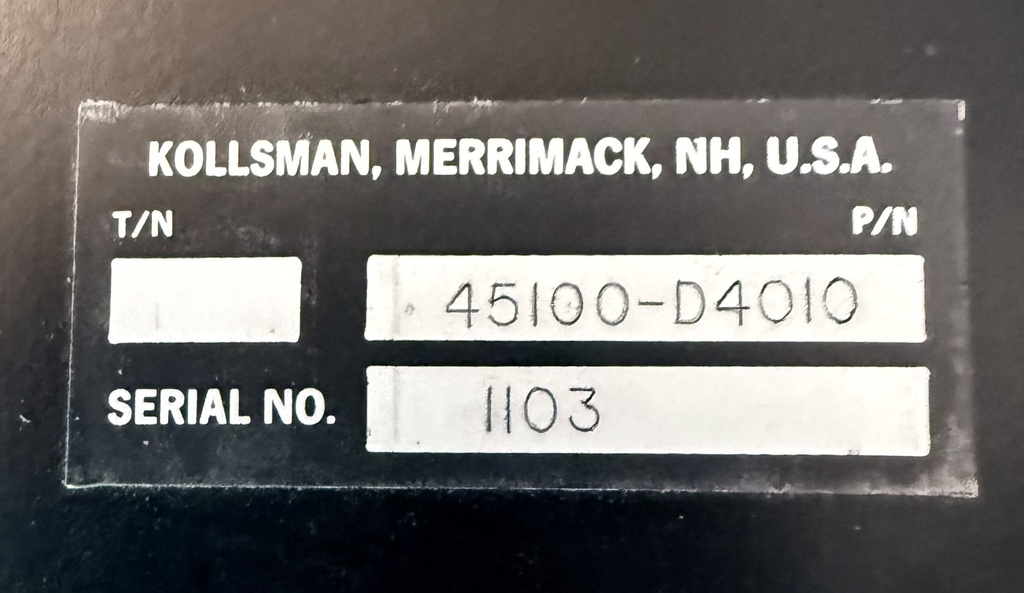 KOLLSMAN, MERRIMACK, NH, U.S.A.
T/N P/N
45100-D4010
SERIAL NO. 1103